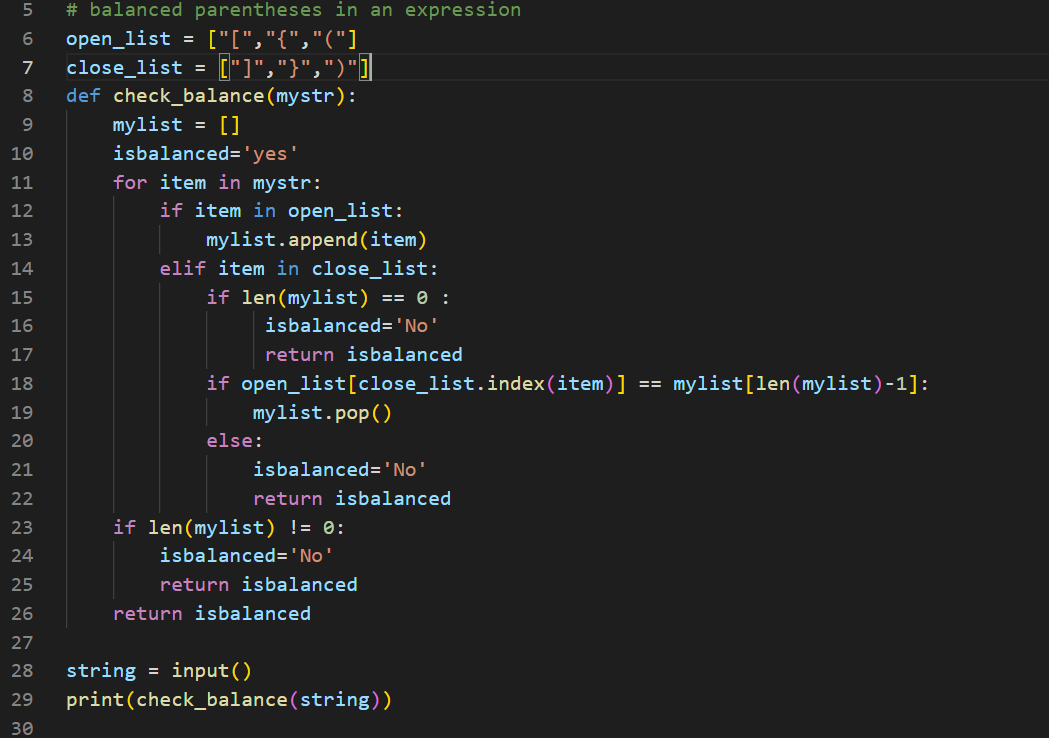 5 # balanced parentheses in an expression
6 open_list = ["[","{","("]
7 close_list = ["]","}",")"]
8 def check_balance(mystr):
9     mylist = []
10     isbalanced='yes'
11     for item in mystr:
12         if item in open_list:
13             mylist.append(item)
14         elif item in close_list:
15             if len(mylist) == 0 :
16                  isbalanced='No'
17                  return isbalanced
18             if open_list[close_list.index(item)] == mylist[len(mylist)-1]:
19                 mylist.pop()
20             else:
21                 isbalanced='No'
22                 return isbalanced
23     if len(mylist) != 0:
24         isbalanced='No'
25         return isbalanced
26     return isbalanced
27
28 string = input()
29 print(check_balance(string))
30